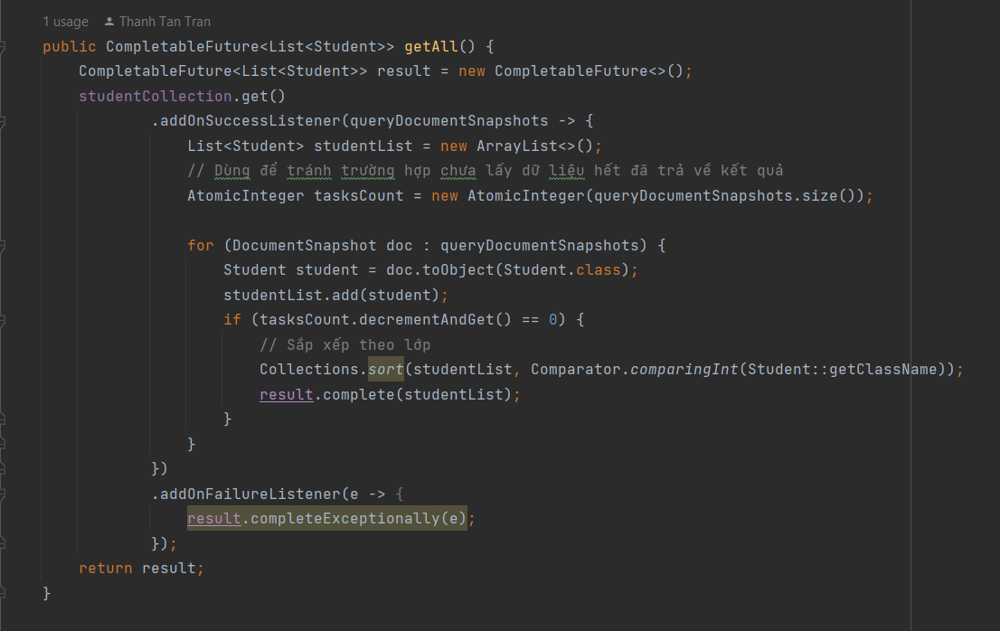 1 usage Thanh Tan Tran
public CompletableFuture<List<Student>> getAll() {
CompletableFuture<List<Student>> result = new CompletableFuture<>();
studentCollection.get()
.addOnSuccessListener(queryDocumentSnapshots -> {
List<Student> studentList = new ArrayList<>();
// Dùng để tránh trường hợp chưa lấy dữ liệu hết đã trả về kết quả
AtomicInteger tasksCount = new AtomicInteger(queryDocumentSnapshots.size());
for (DocumentSnapshot doc : queryDocumentSnapshots) {
Student student = doc.toObject(Student.class);
studentList.add(student);
if (tasksCount.decrementAndGet() == 0) {
// Sắp xếp theo lớp
Collections.sort(studentList, Comparator.comparingInt(Student::getClassName));
result.complete(studentList);
}
}
})
.addOnFailureListener(e -> {
result.completeExceptionally(e);
});
return result;
}